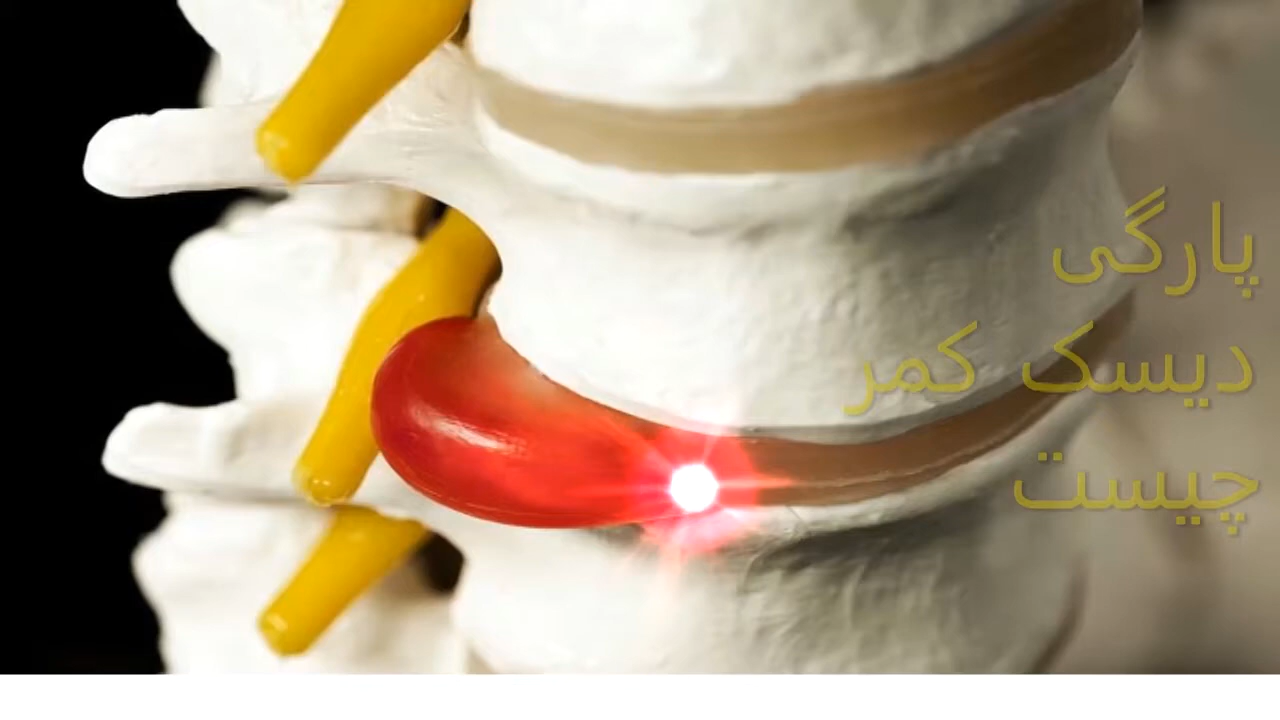 پارگی
دیسک کمر
چیست